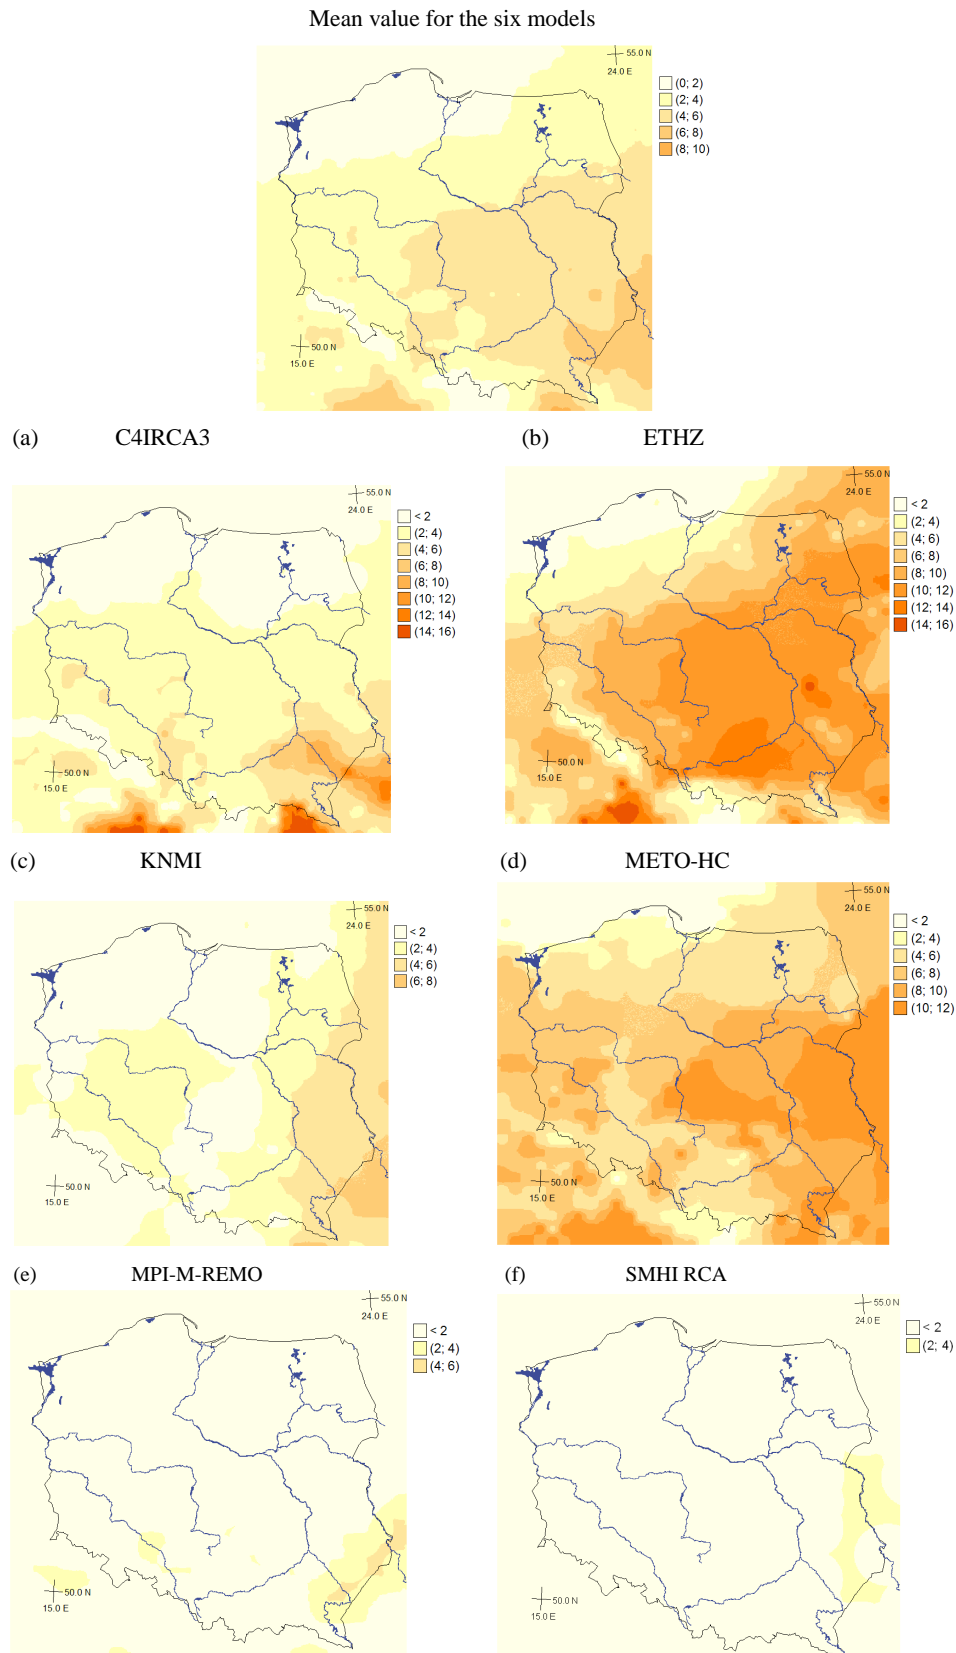 Mean value for the six models
55.0 N
24.0 E
(0; 2)
(2; 4)
(4; 6)
(6; 8)
(8; 10)
50.0 N
15.0 E
(a) C4IRCA3
55.0 N
24.0 E
< 2
(2; 4)
(4; 6)
(6; 8)
(8; 10)
(10; 12)
(12; 14)
(14; 16)
50.0 N
15.0 E
(b) ETHZ
55.0 N
24.0 E
< 2
(2; 4)
(4; 6)
(6; 8)
(8; 10)
(10; 12)
(12; 14)
(14; 16)
50.0 N
15.0 E
(c) KNMI
55.0 N
24.0 E
< 2
(2; 4)
(4; 6)
(6; 8)
50.0 N
15.0 E
(d) METO-HC
55.0 N
24.0 E
< 2
(2; 4)
(4; 6)
(6; 8)
(8; 10)
(10; 12)
50.0 N
15.0 E
(e) MPI-M-REMO
55.0 N
24.0 E
< 2
(2; 4)
(4; 6)
50.0 N
15.0 E
(f) SMHI RCA
55.0 N
24.0 E
< 2
(2; 4)
50.0 N
15.0 E